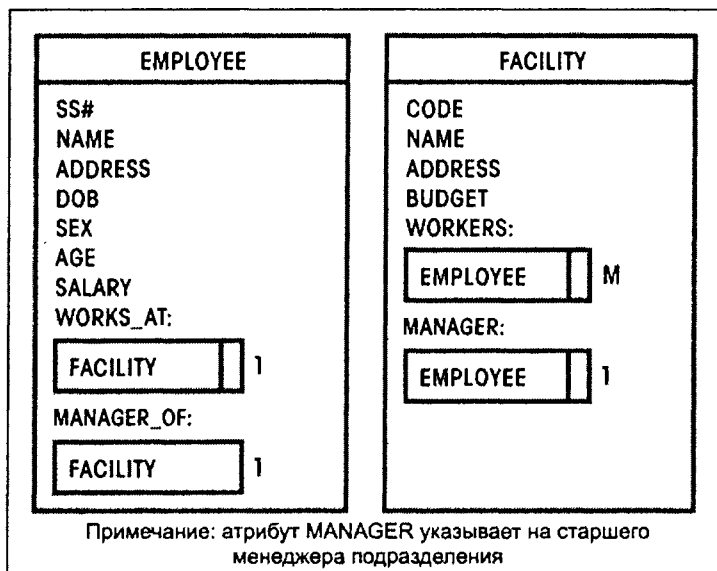 EMPLOYEE
SS#
NAME
ADDRESS
DOB
SEX
AGE
SALARY
WORKS_AT:
FACILITY 1
MANAGER_OF:
FACILITY 1
FACILITY
CODE
NAME
ADDRESS
BUDGET
WORKERS:
EMPLOYEE M
MANAGER:
EMPLOYEE 1
Примечание: атрибут MANAGER указывает на старшего
менеджера подразделения